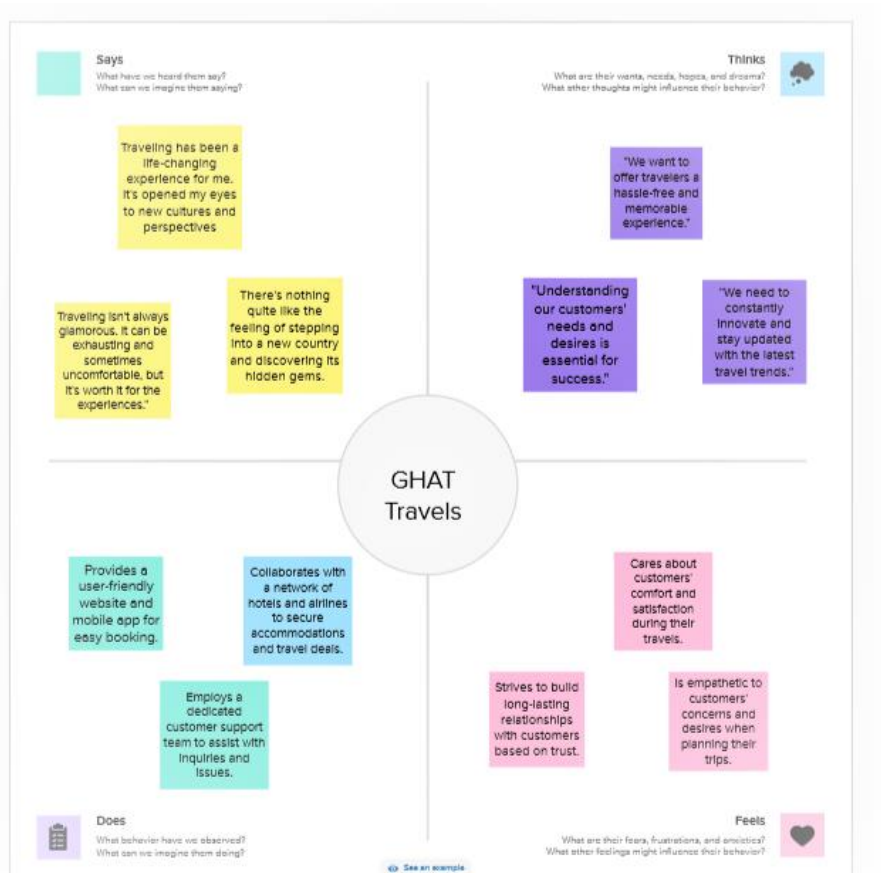 Says
What have we heard them say?
What can we imagine them saying?
Thinks
What are their wants, needs, hopes, and dreams?
What other thoughts might influence their behavior?
Traveling has been a
life-changing
experience for me.
It's opened my eyes
to new cultures and
perspectives
Traveling isn't always
glamorous. It can be
exhausting and
sometimes
uncomfortable, but
it's worth it for the
experiences."
There's nothing
quite like the
feeling of stepping
into a new country
and discovering its
hidden gems.
"We want to
offer travelers a
hassle-free and
memorable
experience."
"Understanding
our customers'
needs and
desires is
essential for
success."
"We need to
constantly
innovate and
stay updated
with the latest
travel trends."
GHAT
Travels
Provides a
user-friendly
website and
mobile app for
easy booking.
Collaborates with
a network of
hotels and airlines
to secure
accommodations
and travel deals.
Employs a
dedicated
customer support
team to assist with
inquiries and
issues.
Cares about
customers'
comfort and
satisfaction
during their
travels.
Strives to build
long-lasting
relationships
with customers
based on trust.
Is empathetic to
customers'
concerns and
desires when
planning their
trips.
Does
What behavior have we observed?
What can we imagine them doing?
Feels
What are their fears, frustrations, and anxieties?
What other feelings might influence their behavior?
See an example